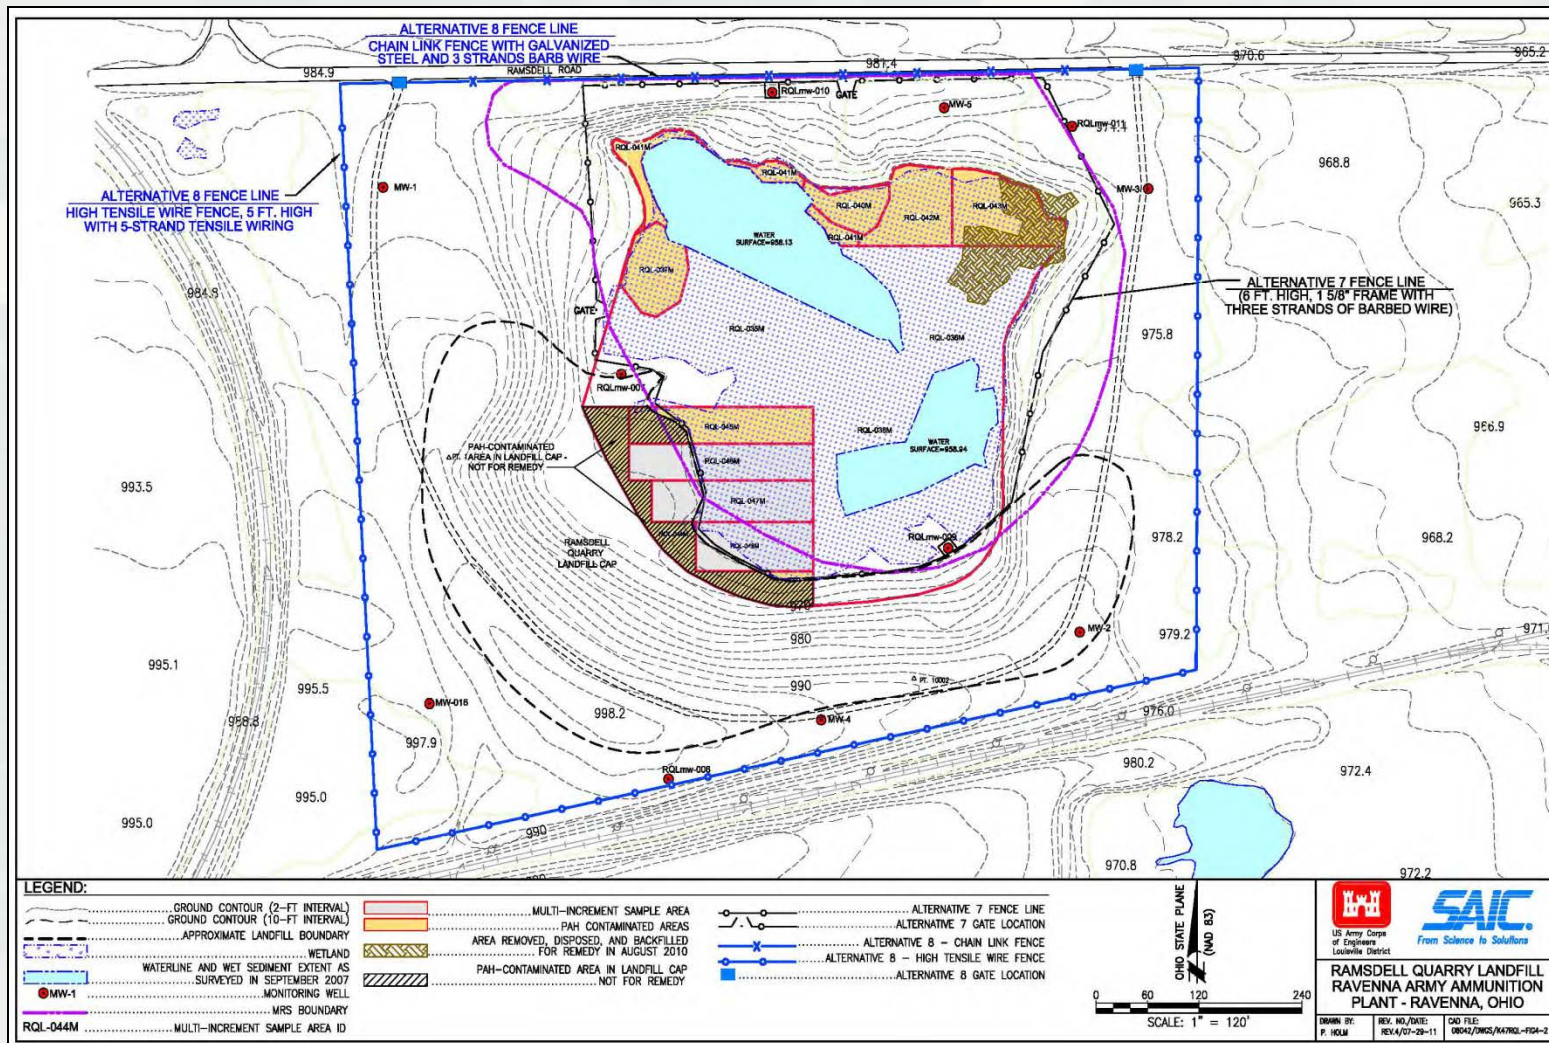 ALTERNATIVE 8 FENCE LINE
CHAIN LINK FENCE WITH GALVANIZED
STEEL AND 3 STRANDS BARB WIRE
RAMSDELL ROAD
984.9
981.4
970.6
965.2
RQLmw-010
GATE
MW-5
RQLmw-011
968.8
RQL-041M
RQL-041M
MW-1
MW-3
ALTERNATIVE 8 FENCE LINE
HIGH TENSILE WIRE FENCE, 5 FT. HIGH
WITH 5-STRAND TENSILE WIRING
965.3
RQL-040M
RQL-042M
RQL-043M
RQL-041M
WATER
SURFACE=958.13
RQL-037M
984.8
GATE
ALTERNATIVE 7 FENCE LINE
(6 FT. HIGH, 1 5/8" FRAME WITH
THREE STRANDS OF BARBED WIRE)
RQL-035M
RQL-036M
975.8
RQLmw-007
RQL-045M
RQL-038M
966.9
WATER
SURFACE=958.94
PAH-CONTAMINATED
AREA IN LANDFILL CAP -
NOT FOR REMEDY
RQL-046M
993.5
RQL-047M
RAMSDELL
QUARRY
LANDFILL CAP
RQL-044M
RQL-048M
RQLmw-009
978.2
968.2
970
980
MW-2
979.2
995.1
990
PT. 10002
995.5
MW-016
998.2
MW-4
976.0
988.8
997.9
RQLmw-008
980.2
972.4
995.0
995.0
990
970.8
972.2
LEGEND:
GROUND CONTOUR (2-FT INTERVAL)
GROUND CONTOUR (10-FT INTERVAL)
APPROXIMATE LANDFILL BOUNDARY
WETLAND
WATERLINE AND WET SEDIMENT EXTENT AS
SURVEYED IN SEPTEMBER 2007
MW-1 MONITORING WELL
MRS BOUNDARY
RQL-044M MULTI-INCREMENT SAMPLE AREA ID
MULTI-INCREMENT SAMPLE AREA
PAH CONTAMINATED AREAS
AREA REMOVED, DISPOSED, AND BACKFILLED
FOR REMEDY IN AUGUST 2010
PAH-CONTAMINATED AREA IN LANDFILL CAP
NOT FOR REMEDY
ALTERNATIVE 7 FENCE LINE
ALTERNATIVE 7 GATE LOCATION
ALTERNATIVE 8 - CHAIN LINK FENCE
ALTERNATIVE 8 - HIGH TENSILE WIRE FENCE
ALTERNATIVE 8 GATE LOCATION
OHIO STATE PLANE
(NAD 83)
0 60 120 240
SCALE: 1" = 120'
US Army Corps
of Engineers
Louisville District
SAIC.
From Science to Solutions
RAMSDELL QUARRY LANDFILL
RAVENNA ARMY AMMUNITION
PLANT - RAVENNA, OHIO
DRAWN BY:
P. HOLM
REV. NO./DATE:
REV.4/07-29-11
CAD FILE: